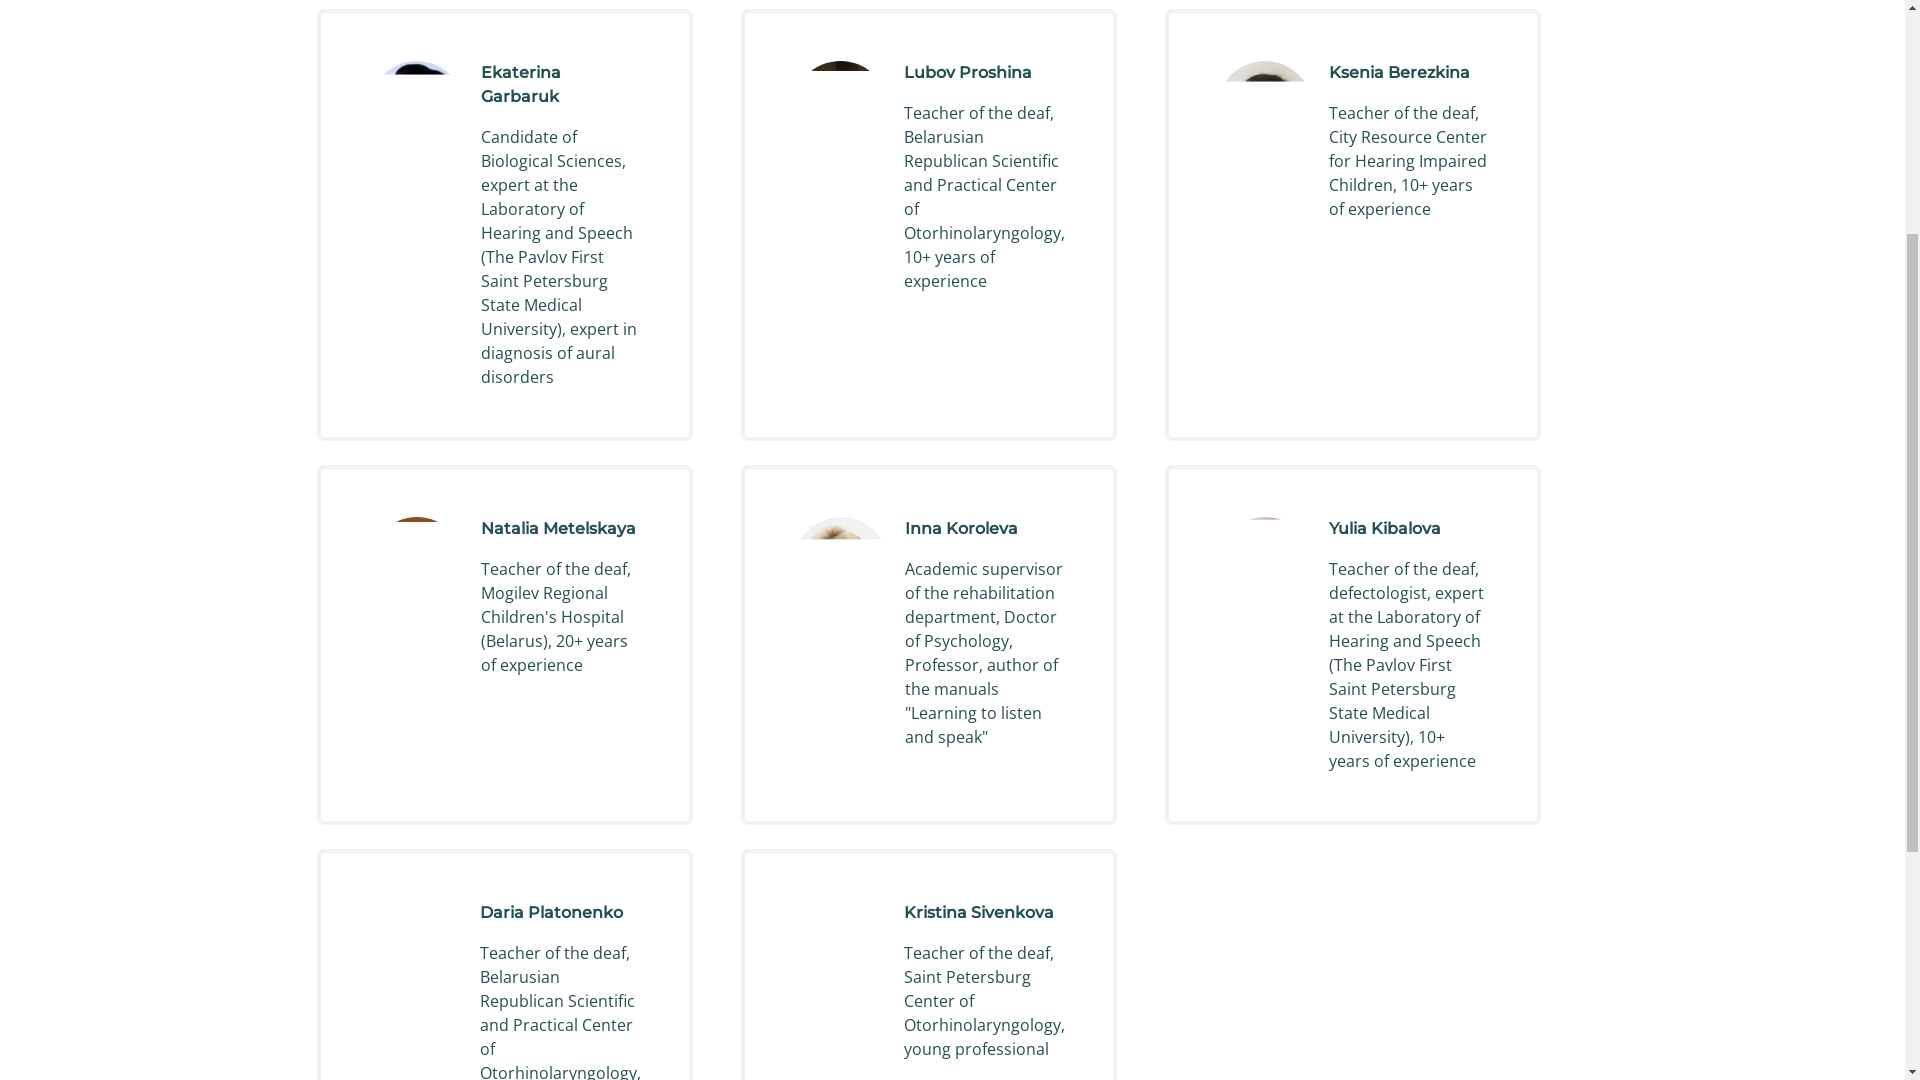 Ekaterina
Garbaruk
Candidate of
Biological Sciences,
expert at the
Laboratory of
Hearing and Speech
(The Pavlov First
Saint Petersburg
State Medical
University), expert in
diagnosis of aural
disorders
Lubov Proshina
Teacher of the deaf,
Belarusian
Republican Scientific
and Practical Center
of
Otorhinolaryngology,
10+ years of
experience
Ksenia Berezkina
Teacher of the deaf,
City Resource Center
for Hearing Impaired
Children, 10+ years
of experience
Natalia Metelskaya
Teacher of the deaf,
Mogilev Regional
Children's Hospital
(Belarus), 20+ years
of experience
Inna Koroleva
Academic supervisor
of the rehabilitation
department, Doctor
of Psychology,
Professor, author of
the manuals
"Learning to listen
and speak"
Yulia Kibalova
Teacher of the deaf,
defectologist, expert
at the Laboratory of
Hearing and Speech
(The Pavlov First
Saint Petersburg
State Medical
University), 10+
years of experience
Daria Platonenko
Teacher of the deaf,
Belarusian
Republican Scientific
and Practical Center
of
Otorhinolaryngology,
Kristina Sivenkova
Teacher of the deaf,
Saint Petersburg
Center of
Otorhinolaryngology,
young professional